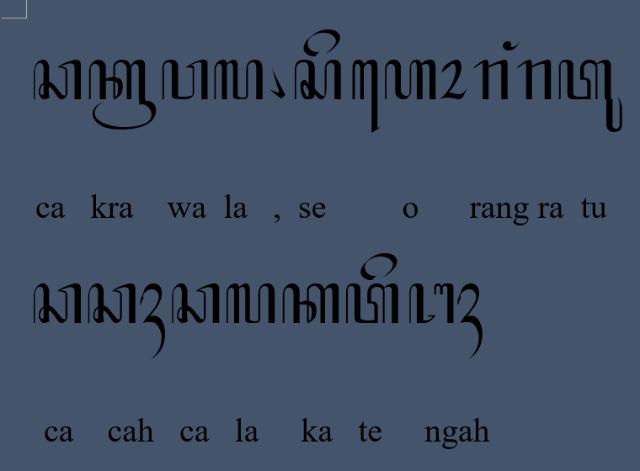 ꦕꦏꦿꦮꦭ꧈ꦱꦼꦲꦺꦴꦫꦁꦫꦠꦸ
ca kra wa la , se o rang ra tu
ꦕꦕꦃꦕꦭꦏꦠꦼꦔꦃ
ca cah ca la ka te ngah